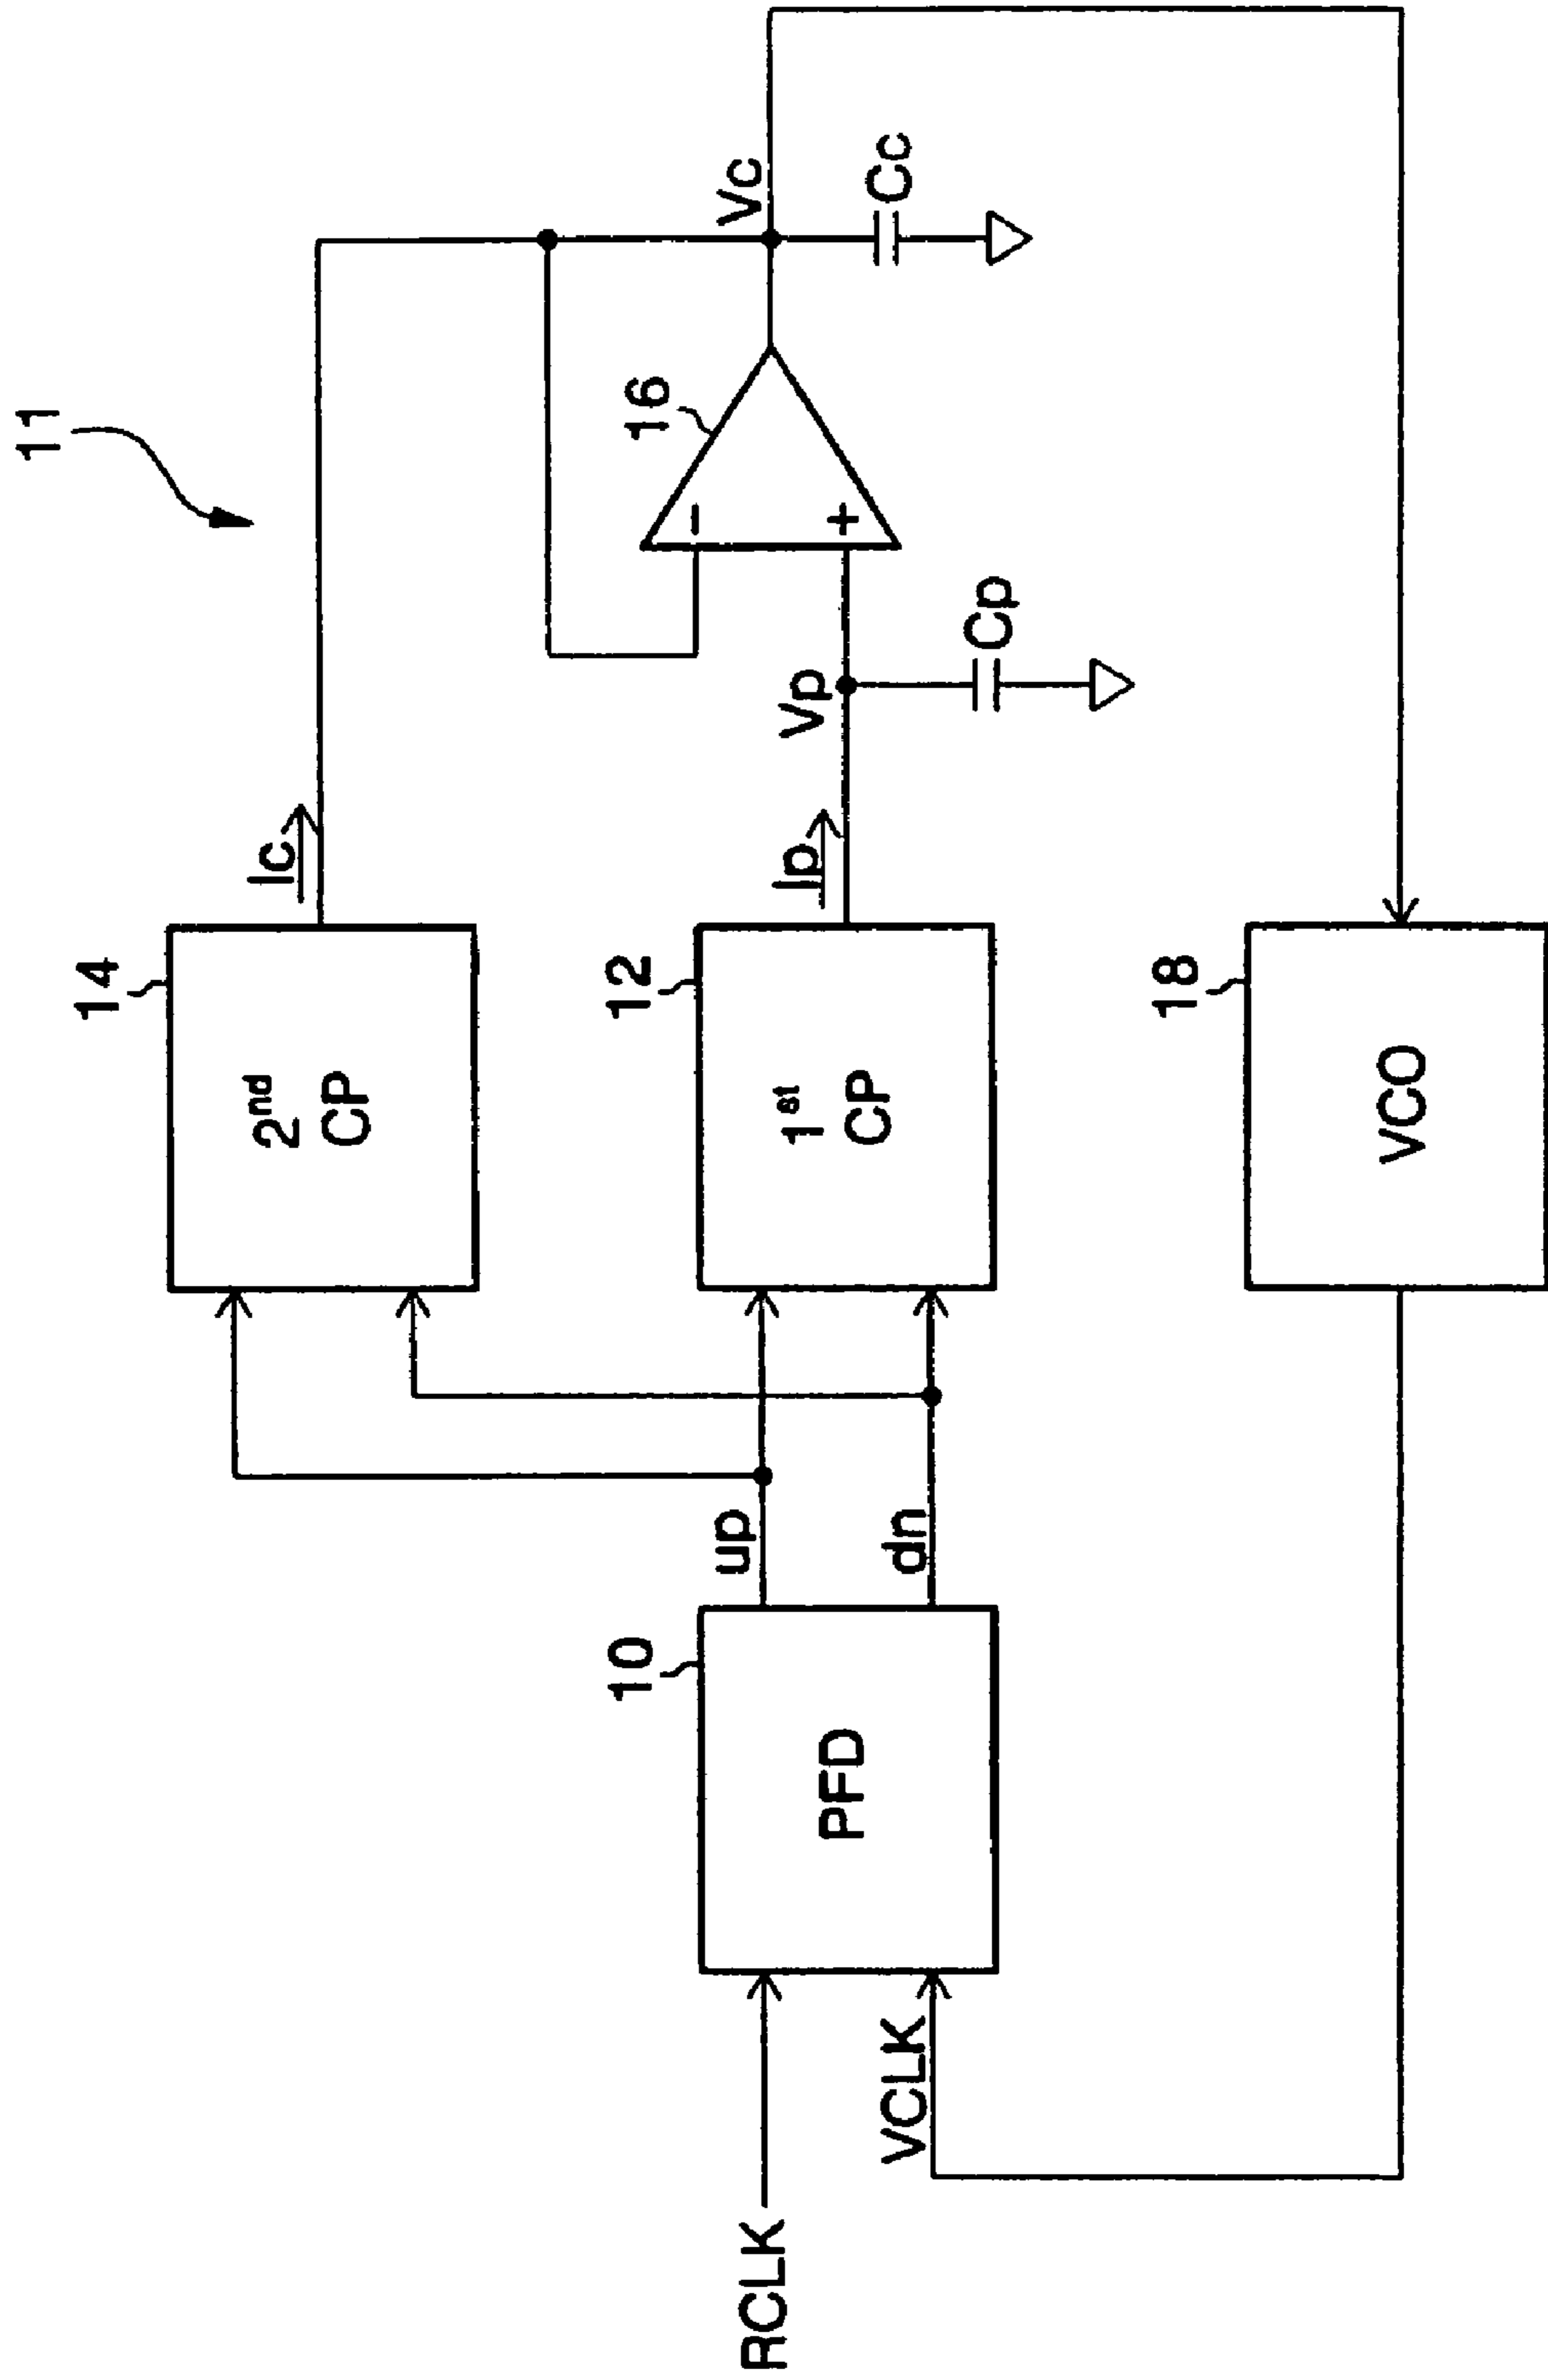 11
14
2nd
CP
Ic
Vc
Cc
16
-
+
10
PFD
RCLK
VCLK
up
dn
12
1st
CP
Ip
Vp
Cp
18
VCO